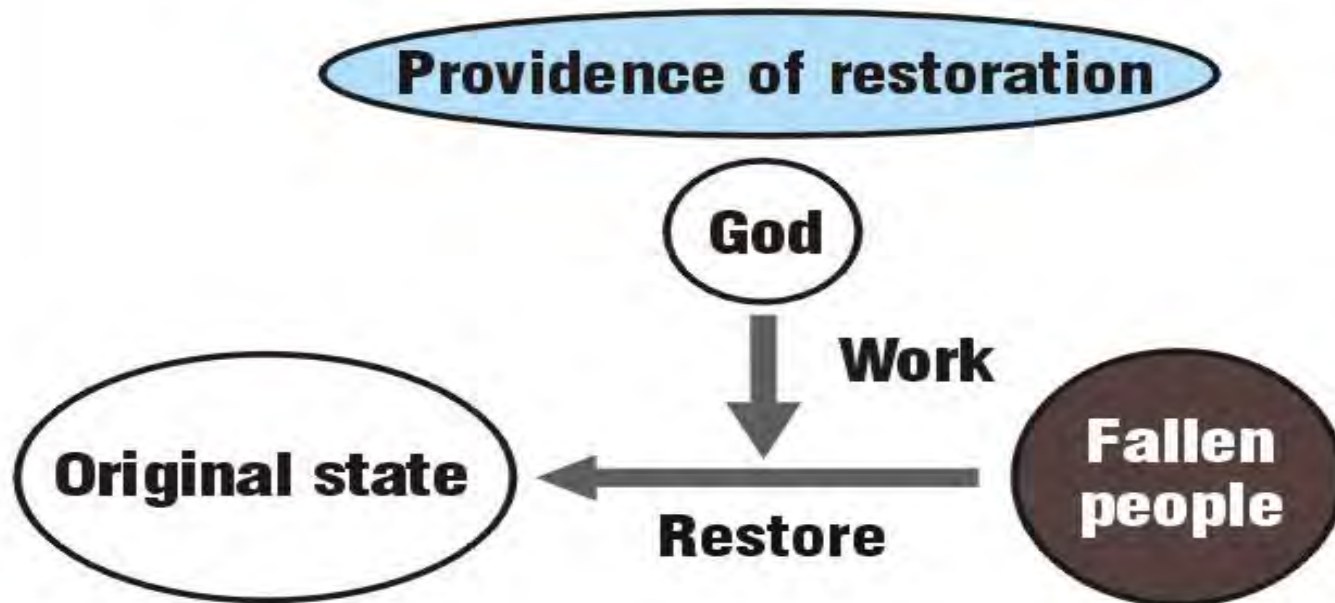 Providence of restoration
God
Work
Original state
Fallen
people
Restore